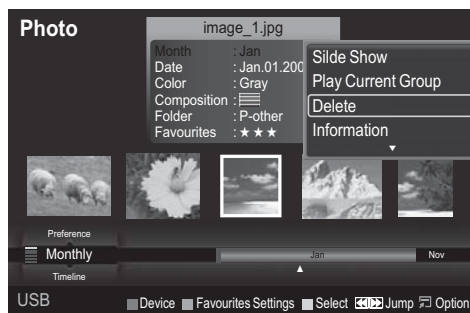 Photo
image_1.jpg
Month : Jan
Date : Jan.01.200
Color : Gray
Composition :
Folder : P-other
Favourites : ★ ★ ★
Silde Show
Play Current Group
Delete
Information
Preference
Monthly
Timeline
Jan
Nov
USB
Device Favourites Settings Select Jump Option